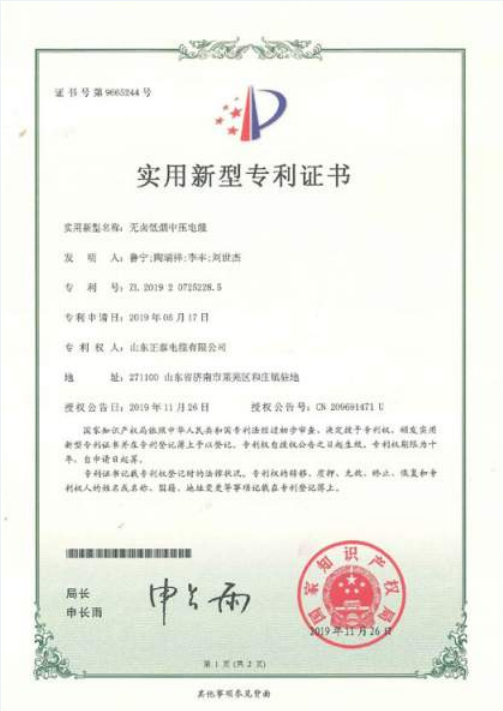 证书号第9665244号
实用新型专利证书
实用新型名称：无卤低烟中压电缆
发 明 人：鲁宁;陶瑞祥;李丰;刘世杰
专 利 号：ZL 2019 2 0725228.5
专利申请日：2019年05月17日
专 利 权 人：山东正泰电缆有限公司
地 址：271100 山东省济南市莱芜区和庄镇驻地
授权公告日：2019年11月26日 授权公告号：CN 209691471 U
国家知识产权局依照中华人民共和国专利法经过初步审查，决定授予专利权，颁发实用
新型专利证书并在专利登记簿上予以登记。专利权自授权公告之日起生效。专利权期限为十
年，自申请日起算。
专利证书记载专利权登记时的法律状况。专利权的转移、质押、无效、终止、恢复和专
利权人的姓名或名称、国籍、地址变更等事项记载在专利登记簿上。
局长
申长雨
申长雨
国家知识产权局
2019年11月26日
第 1 页 (共 2 页)
其他事项参见背面